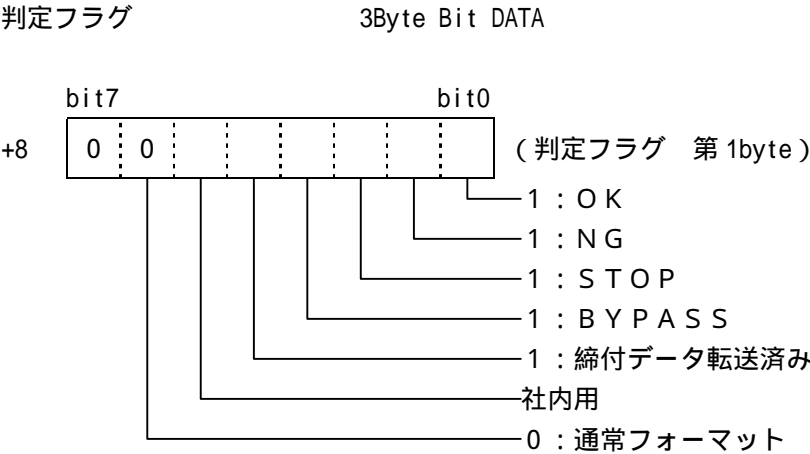 判定フラグ 3Byte Bit DATA
bit7 bit0
+8 0 0 (判定フラグ 第1byte)
1:OK
1:NG
1:STOP
1:BYPASS
1:締付データ転送済み
社内用
0:通常フォーマット